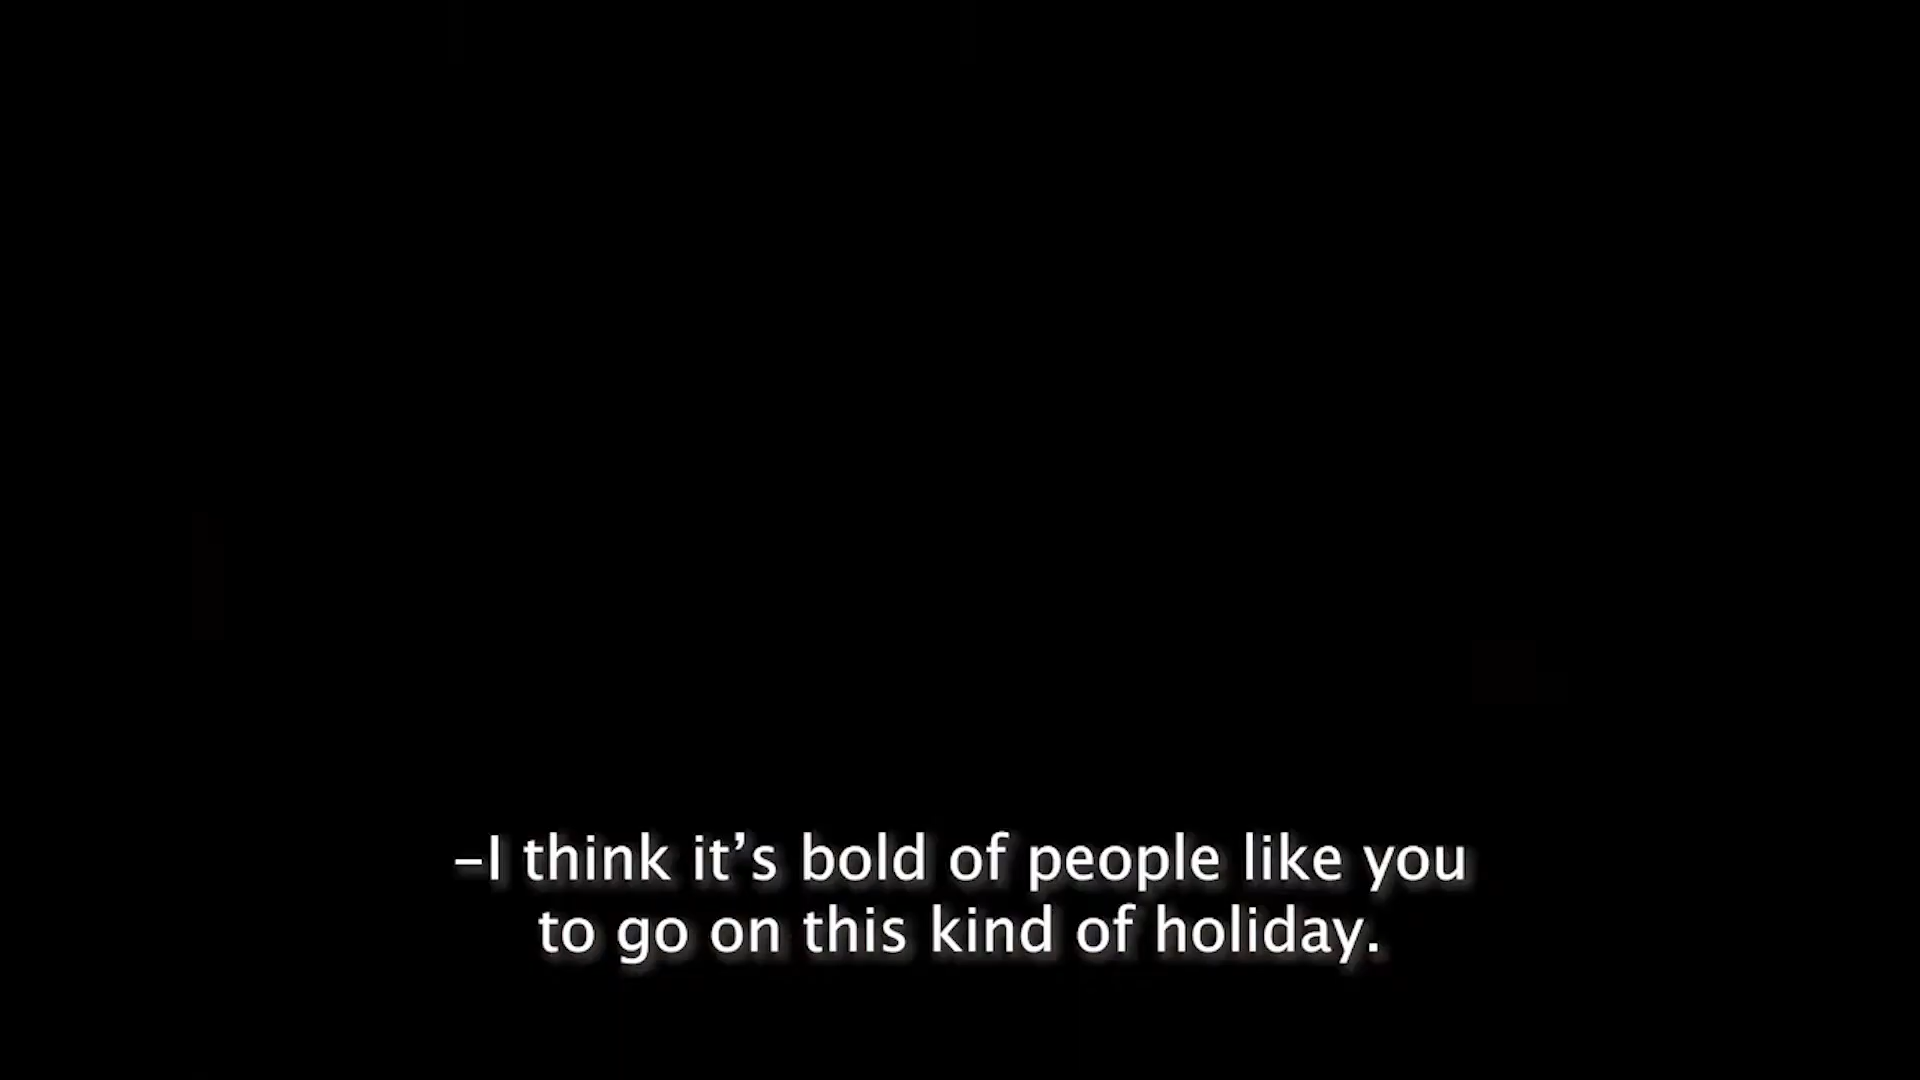 –I think it’s bold of people like you
to go on this kind of holiday.